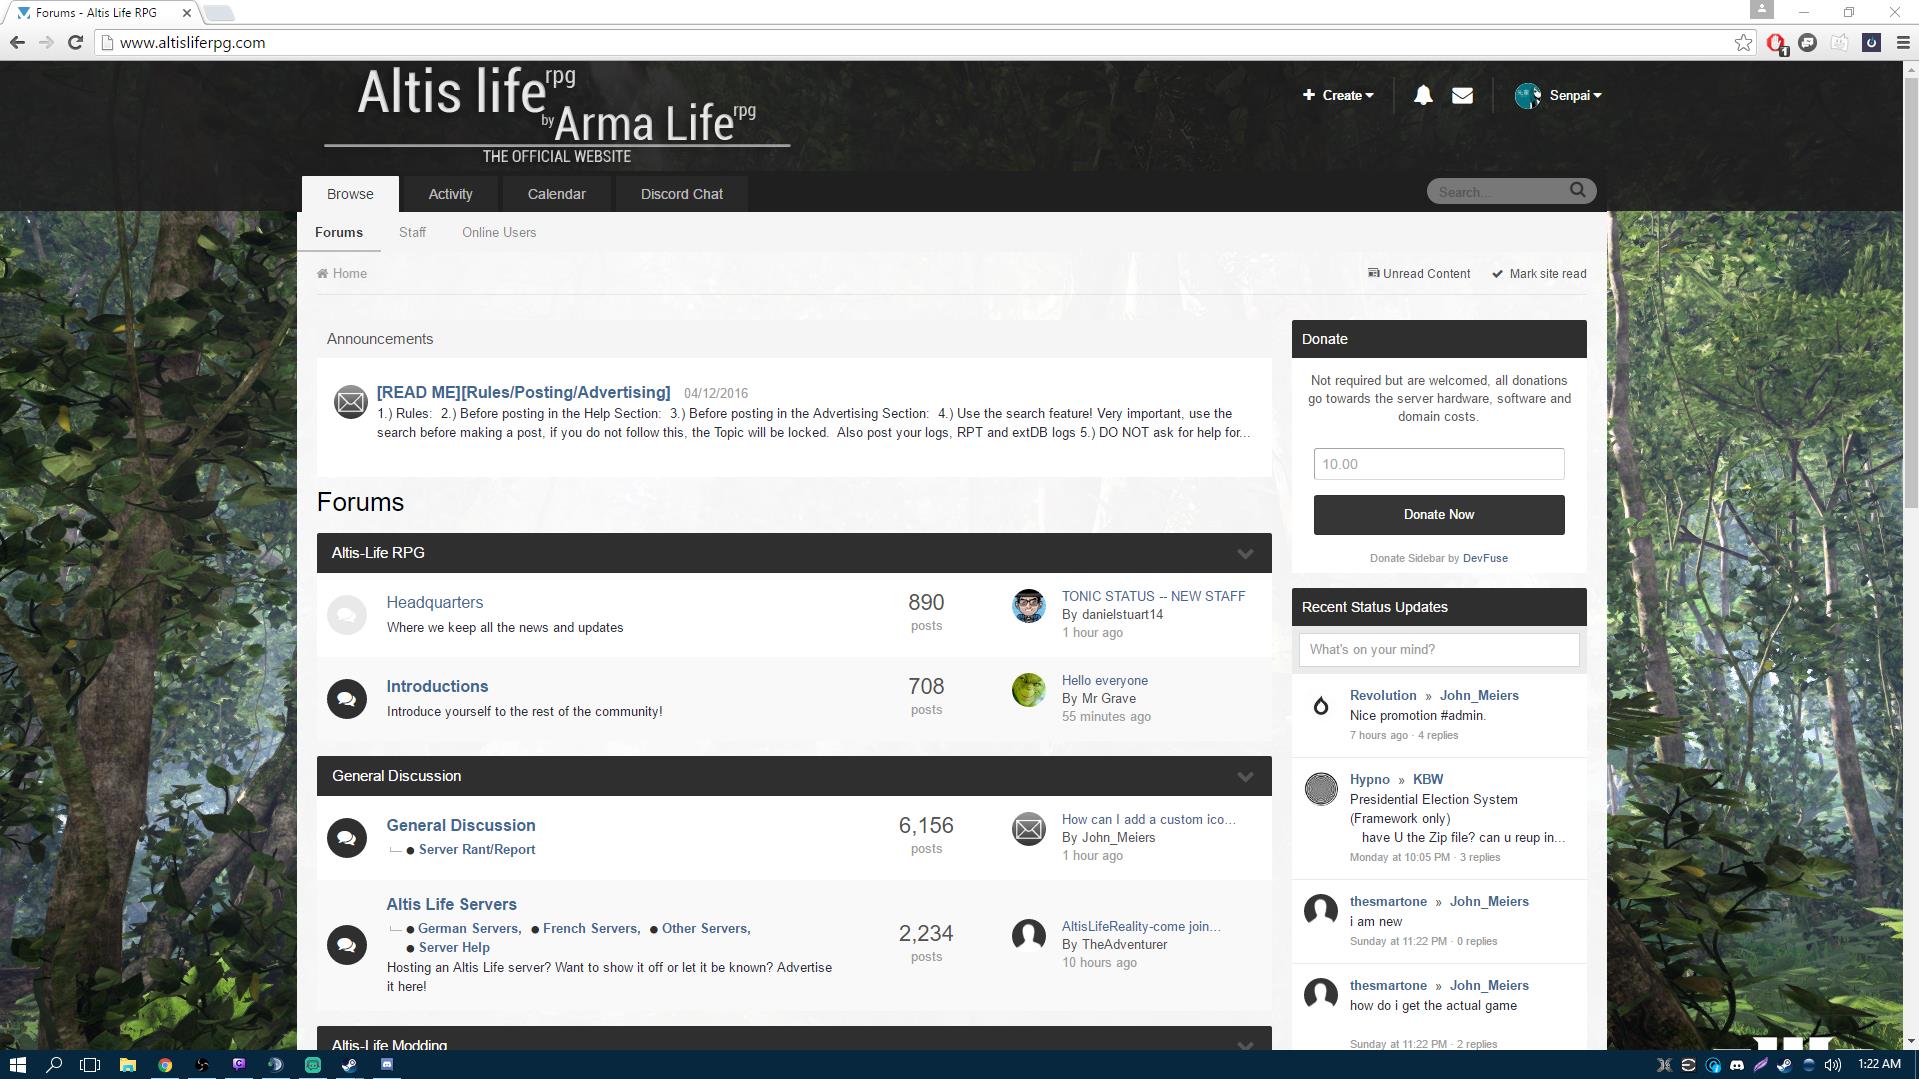 Forums - Altis Life RPG
www.altisliferpg.com
1
Altis life rpg
by Arma Life rpg
THE OFFICIAL WEBSITE
Create
Senpai
Browse
Activity
Calendar
Discord Chat
Search...
Forums
Staff
Online Users
Home
Unread Content
Mark site read
Announcements
[READ ME][Rules/Posting/Advertising] 04/12/2016
1.) Rules: 2.) Before posting in the Help Section: 3.) Before posting in the Advertising Section: 4.) Use the search feature! Very important, use the
search before making a post, if you do not follow this, the Topic will be locked. Also post your logs, RPT and extDB logs 5.) DO NOT ask for help for...
Forums
Altis-Life RPG
Headquarters
Where we keep all the news and updates
890
posts
TONIC STATUS -- NEW STAFF
By danielstuart14
1 hour ago
Introductions
Introduce yourself to the rest of the community!
708
posts
Hello everyone
By Mr Grave
55 minutes ago
General Discussion
General Discussion
Server Rant/Report
6,156
posts
How can I add a custom ico...
By John_Meiers
1 hour ago
Altis Life Servers
German Servers, French Servers, Other Servers,
Server Help
Hosting an Altis Life server? Want to show it off or let it be known? Advertise
it here!
2,234
posts
AltisLifeReality-come join...
By TheAdventurer
10 hours ago
Altis-Life Modding
Donate
Not required but are welcomed, all donations
go towards the server hardware, software and
domain costs.
10.00
Donate Now
Donate Sidebar by DevFuse
Recent Status Updates
What's on your mind?
Revolution » John_Meiers
Nice promotion #admin.
7 hours ago · 4 replies
Hypno » KBW
Presidential Election System
(Framework only)
have U the Zip file? can u reup in...
Monday at 10:05 PM · 3 replies
thesmartone » John_Meiers
i am new
Sunday at 11:22 PM · 0 replies
thesmartone » John_Meiers
how do i get the actual game
Sunday at 11:22 PM · 2 replies
1:22 AM